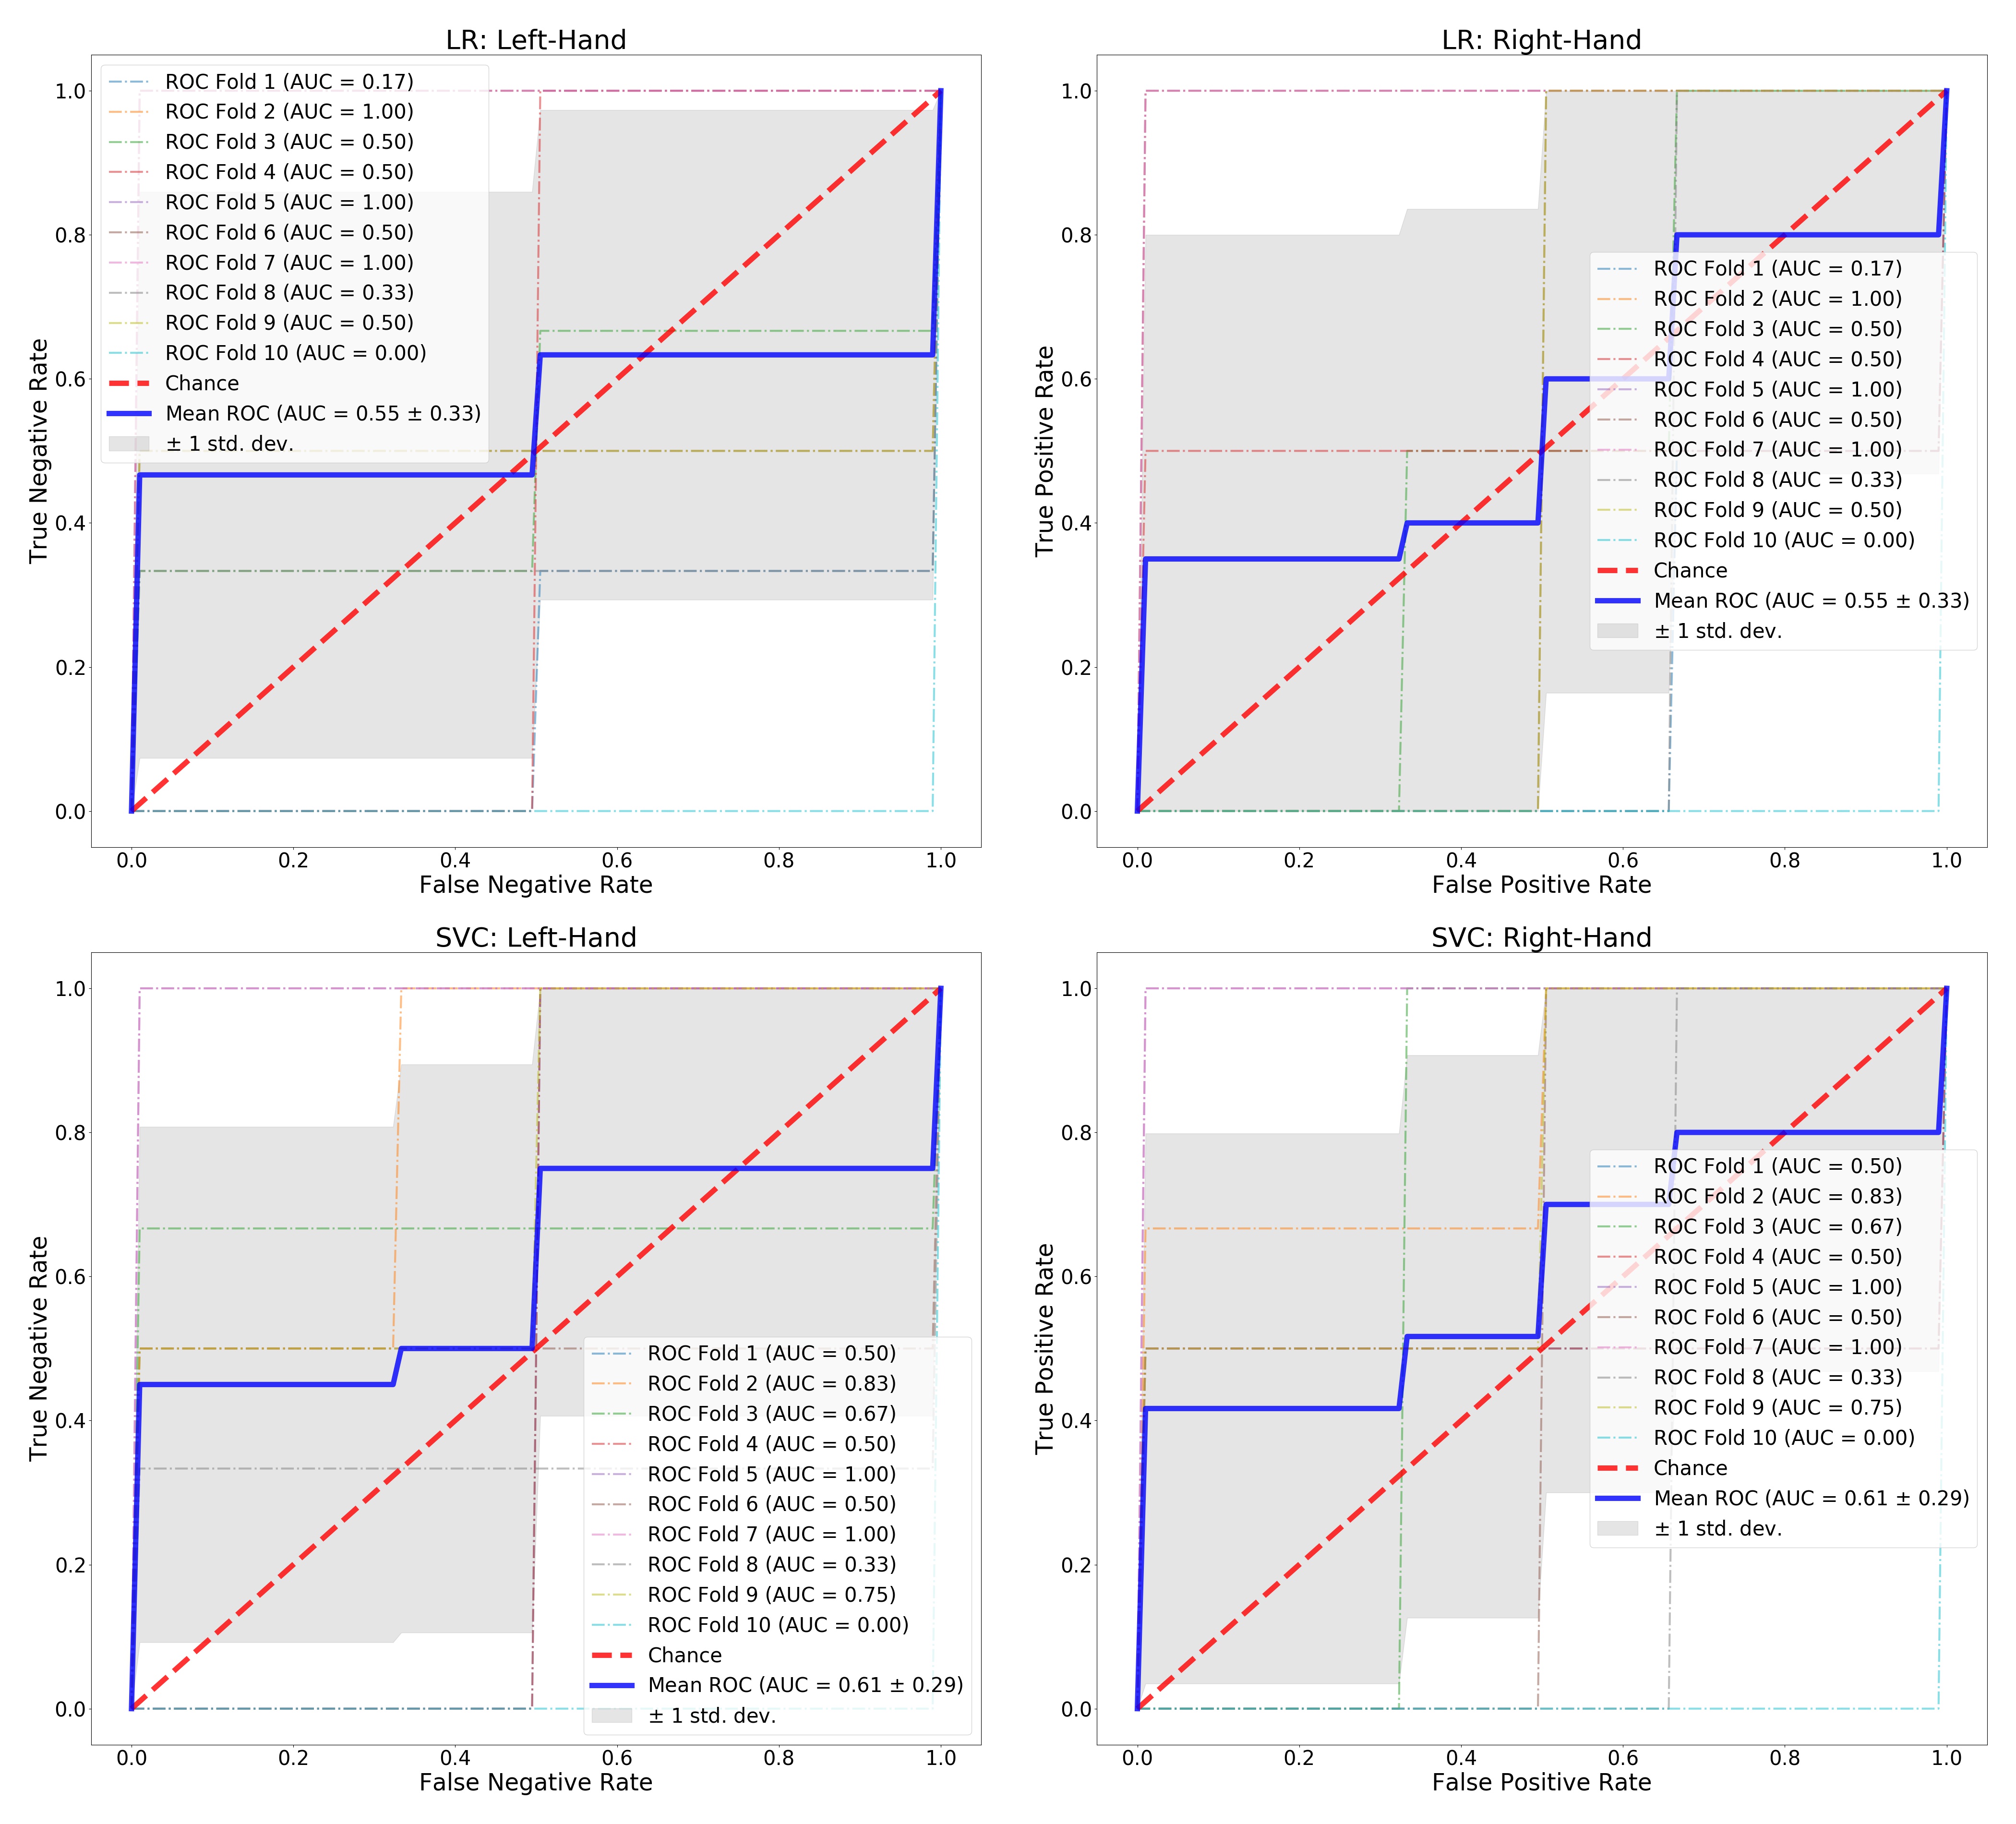 LR: Left-Hand
True Negative Rate
1.0
0.8
0.6
0.4
0.2
0.0
ROC Fold 1 (AUC = 0.17)
ROC Fold 2 (AUC = 1.00)
ROC Fold 3 (AUC = 0.50)
ROC Fold 4 (AUC = 0.50)
ROC Fold 5 (AUC = 1.00)
ROC Fold 6 (AUC = 0.50)
ROC Fold 7 (AUC = 1.00)
ROC Fold 8 (AUC = 0.33)
ROC Fold 9 (AUC = 0.50)
ROC Fold 10 (AUC = 0.00)
Chance
Mean ROC (AUC = 0.55 ± 0.33)
± 1 std. dev.
0.0 0.2 0.4 0.6 0.8 1.0
False Negative Rate
LR: Right-Hand
True Positive Rate
1.0
0.8
0.6
0.4
0.2
0.0
ROC Fold 1 (AUC = 0.17)
ROC Fold 2 (AUC = 1.00)
ROC Fold 3 (AUC = 0.50)
ROC Fold 4 (AUC = 0.50)
ROC Fold 5 (AUC = 1.00)
ROC Fold 6 (AUC = 0.50)
ROC Fold 7 (AUC = 1.00)
ROC Fold 8 (AUC = 0.33)
ROC Fold 9 (AUC = 0.50)
ROC Fold 10 (AUC = 0.00)
Chance
Mean ROC (AUC = 0.55 ± 0.33)
± 1 std. dev.
0.0 0.2 0.4 0.6 0.8 1.0
False Positive Rate
SVC: Left-Hand
True Negative Rate
1.0
0.8
0.6
0.4
0.2
0.0
ROC Fold 1 (AUC = 0.50)
ROC Fold 2 (AUC = 0.83)
ROC Fold 3 (AUC = 0.67)
ROC Fold 4 (AUC = 0.50)
ROC Fold 5 (AUC = 1.00)
ROC Fold 6 (AUC = 0.50)
ROC Fold 7 (AUC = 1.00)
ROC Fold 8 (AUC = 0.33)
ROC Fold 9 (AUC = 0.75)
ROC Fold 10 (AUC = 0.00)
Chance
Mean ROC (AUC = 0.61 ± 0.29)
± 1 std. dev.
0.0 0.2 0.4 0.6 0.8 1.0
False Negative Rate
SVC: Right-Hand
True Positive Rate
1.0
0.8
0.6
0.4
0.2
0.0
ROC Fold 1 (AUC = 0.50)
ROC Fold 2 (AUC = 0.83)
ROC Fold 3 (AUC = 0.67)
ROC Fold 4 (AUC = 0.50)
ROC Fold 5 (AUC = 1.00)
ROC Fold 6 (AUC = 0.50)
ROC Fold 7 (AUC = 1.00)
ROC Fold 8 (AUC = 0.33)
ROC Fold 9 (AUC = 0.75)
ROC Fold 10 (AUC = 0.00)
Chance
Mean ROC (AUC = 0.61 ± 0.29)
± 1 std. dev.
0.0 0.2 0.4 0.6 0.8 1.0
False Positive Rate